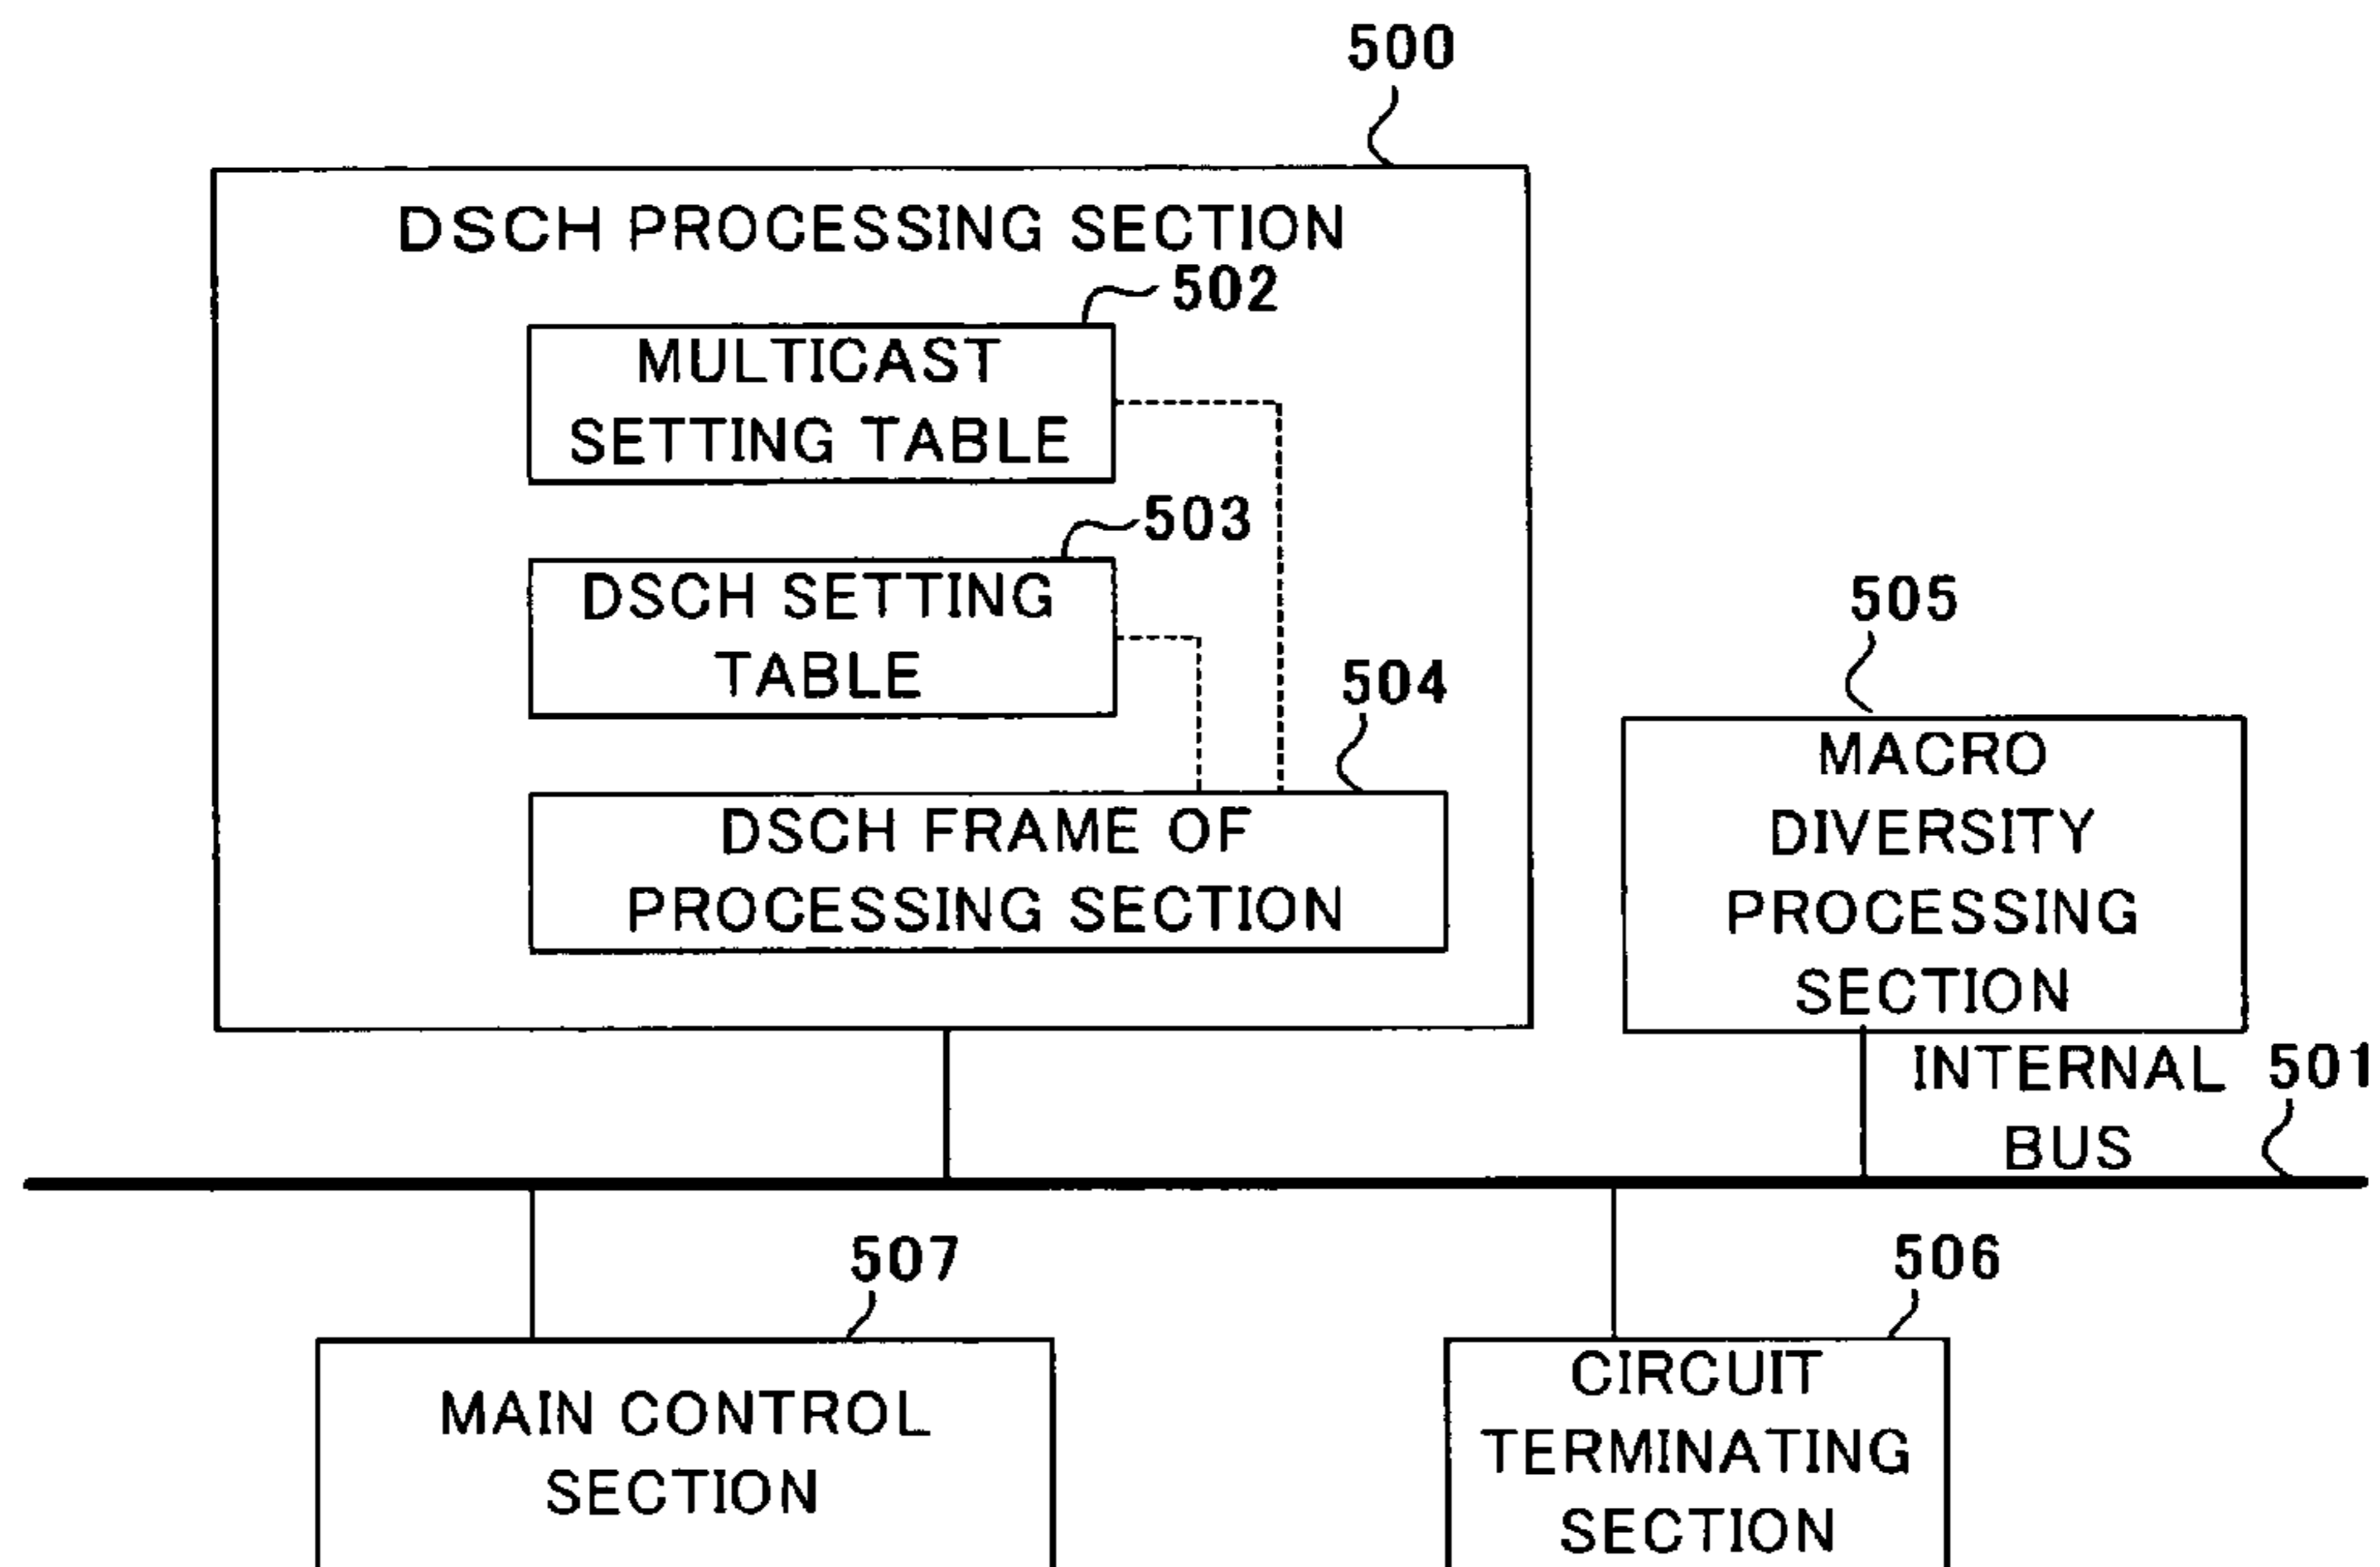 500
DSCH PROCESSING SECTION
502
MULTICAST
SETTING TABLE
503
DSCH SETTING
TABLE
504
DSCH FRAME OF
PROCESSING SECTION
505
MACRO
DIVERSITY
PROCESSING
SECTION
INTERNAL
BUS
501
507
MAIN CONTROL
SECTION
506
CIRCUIT
TERMINATING
SECTION